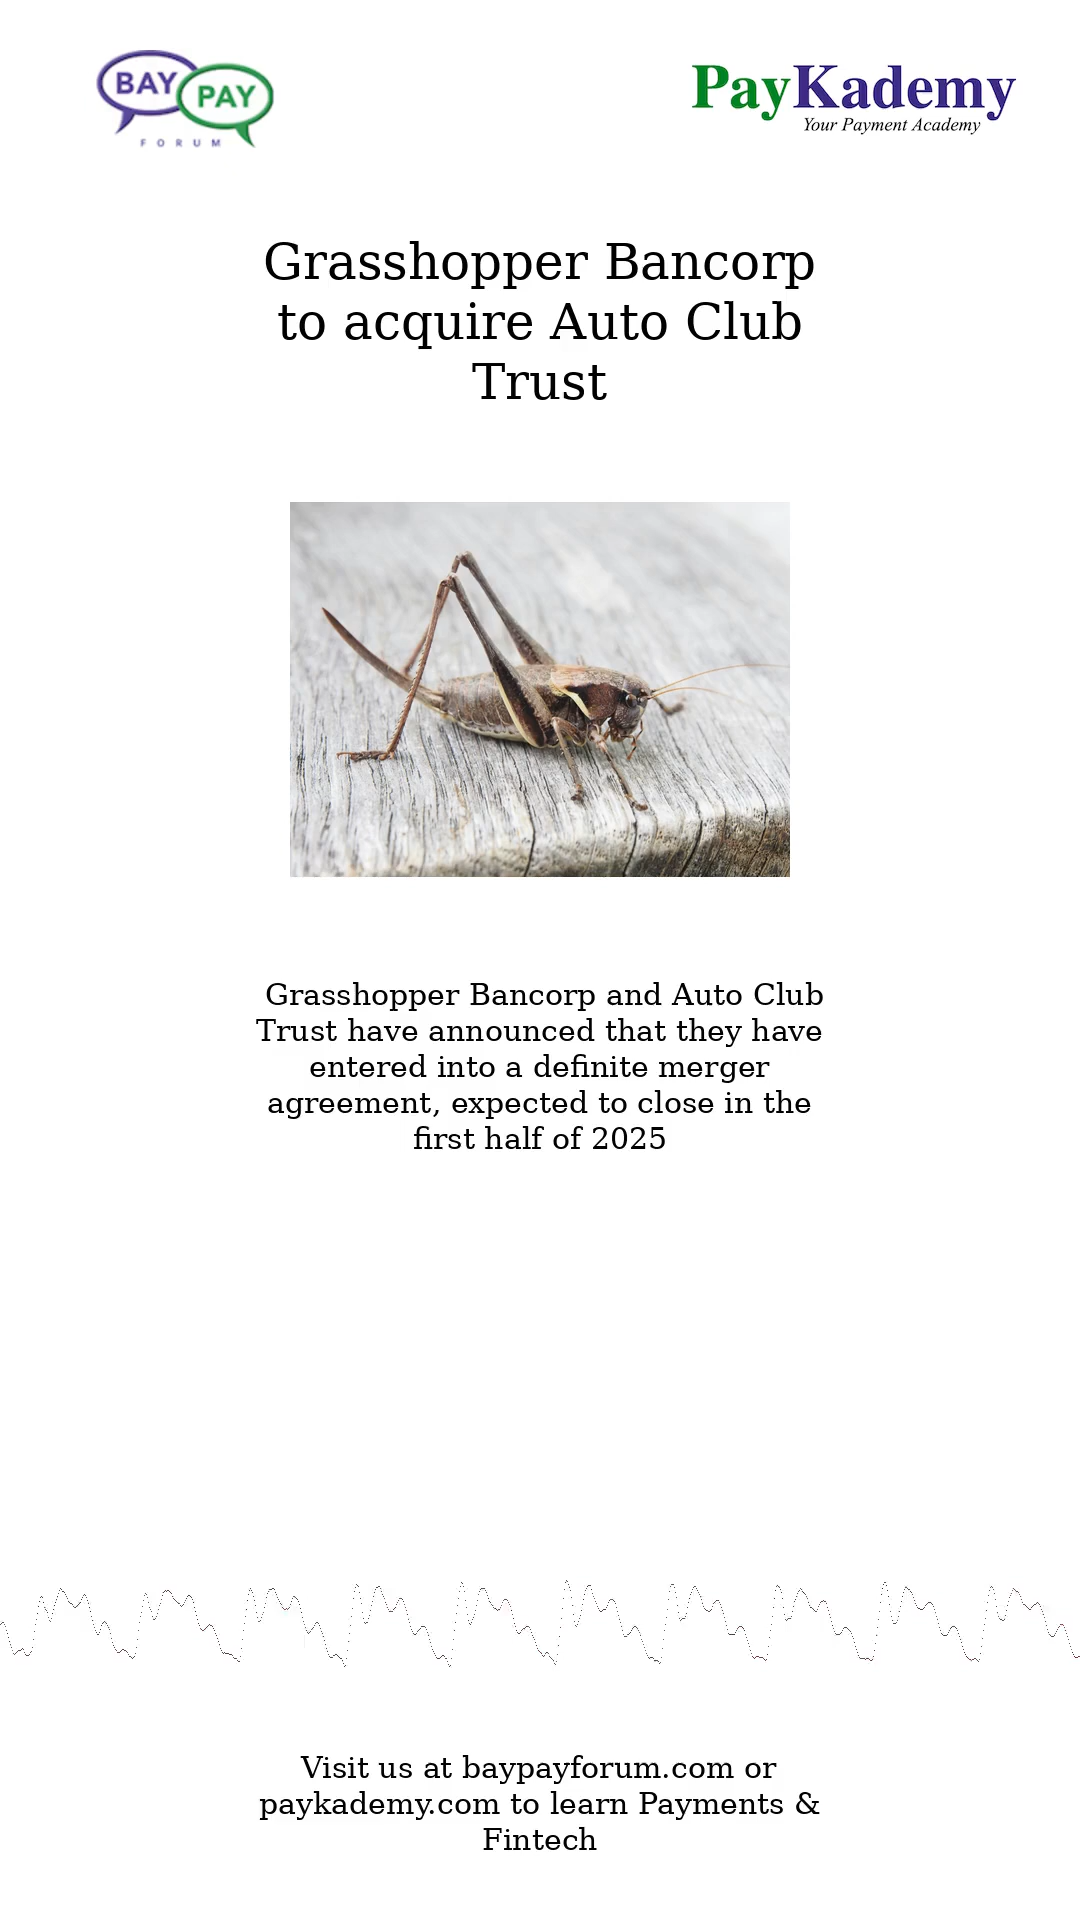 BAY PAY
FORUM
PayKademy
Your Payment Academy
Grasshopper Bancorp
to acquire Auto Club
Trust
Grasshopper Bancorp and Auto Club
Trust have announced that they have
entered into a definite merger
agreement, expected to close in the
first half of 2025
Visit us at baypayforum.com or
paykademy.com to learn Payments &
Fintech